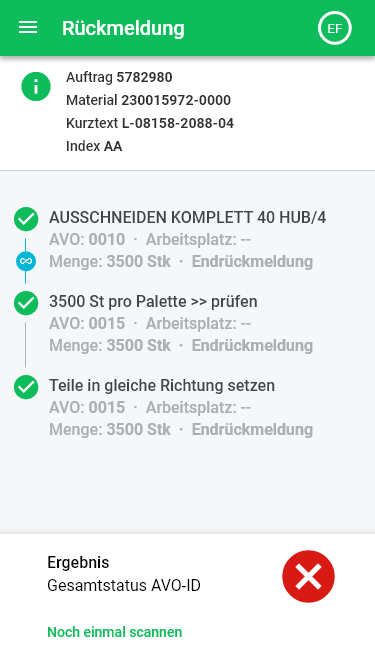 Rückmeldung
EF
Auftrag 5782980
Material 230015972-0000
Kurztext L-08158-2088-04
Index AA
AUSSCHNEIDEN KOMPLETT 40 HUB/4
AVO: 0010 · Arbeitsplatz: --
Menge: 3500 Stk · Endrückmeldung
3500 St pro Palette >> prüfen
AVO: 0015 · Arbeitsplatz: --
Menge: 3500 Stk · Endrückmeldung
Teile in gleiche Richtung setzen
AVO: 0015 · Arbeitsplatz: --
Menge: 3500 Stk · Endrückmeldung
Ergebnis
Gesamtstatus AVO-ID
Noch einmal scannen